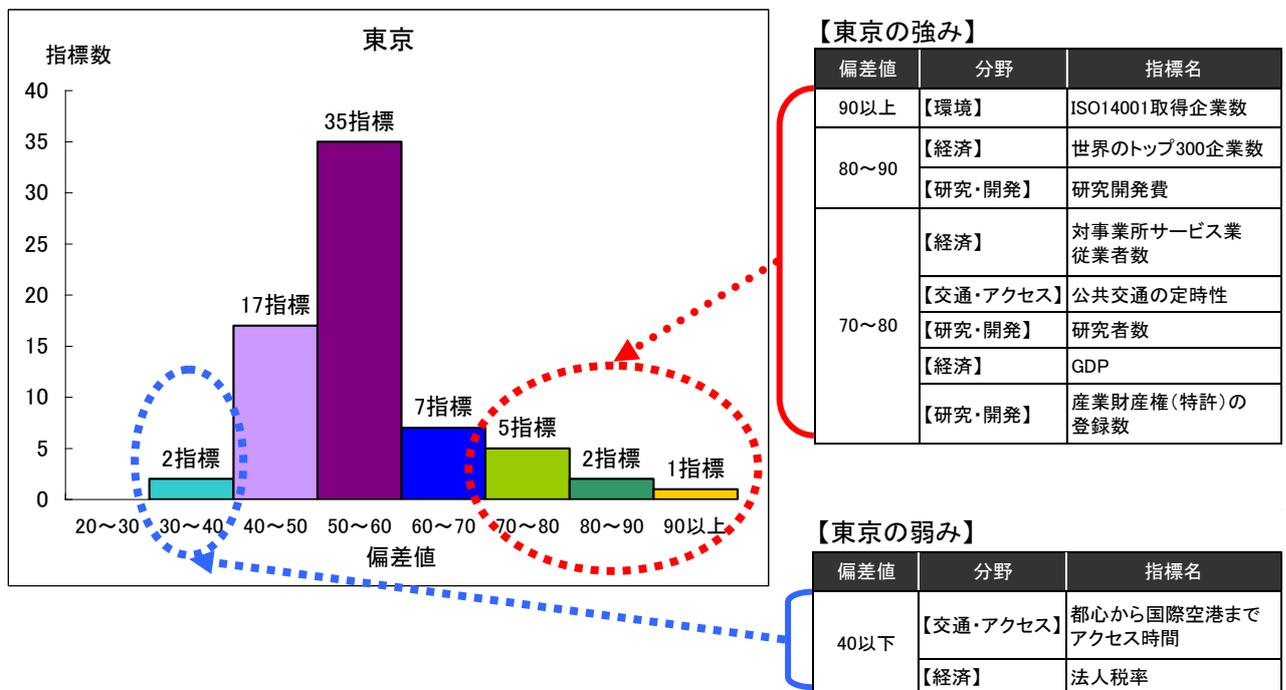 東京
指標数
40
35
30
25
20
15
10
5
0
2指標
17指標
35指標
7指標
5指標
2指標
1指標
20～30 30～40 40～50 50～60 60～70 70～80 80～90 90以上
偏差値
【東京の強み】
偏差値 分野 指標名
90以上 【環境】 ISO14001取得企業数
80～90 【経済】 世界のトップ300企業数
【研究・開発】 研究開発費
70～80 【経済】 対事業所サービス業
従業者数
【交通・アクセス】 公共交通の定時性
【研究・開発】 研究者数
【経済】 GDP
【研究・開発】 産業財産権（特許）の
登録数
【東京の弱み】
偏差値 分野 指標名
40以下 【交通・アクセス】 都心から国際空港まで
アクセス時間
【経済】 法人税率